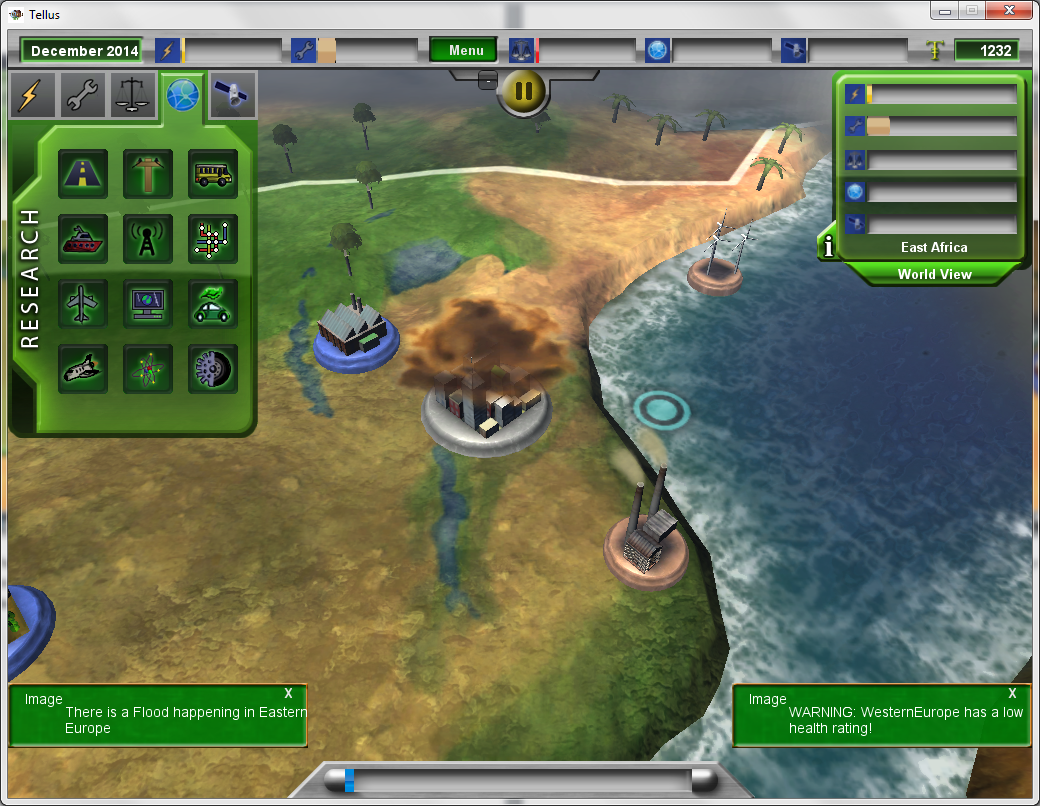 Tellus
December 2014
Menu
1232
RESEARCH
i
East Africa
World View
Image
X
There is a Flood happening in Eastern
Europe
Image
X
WARNING: WesternEurope has a low
health rating!